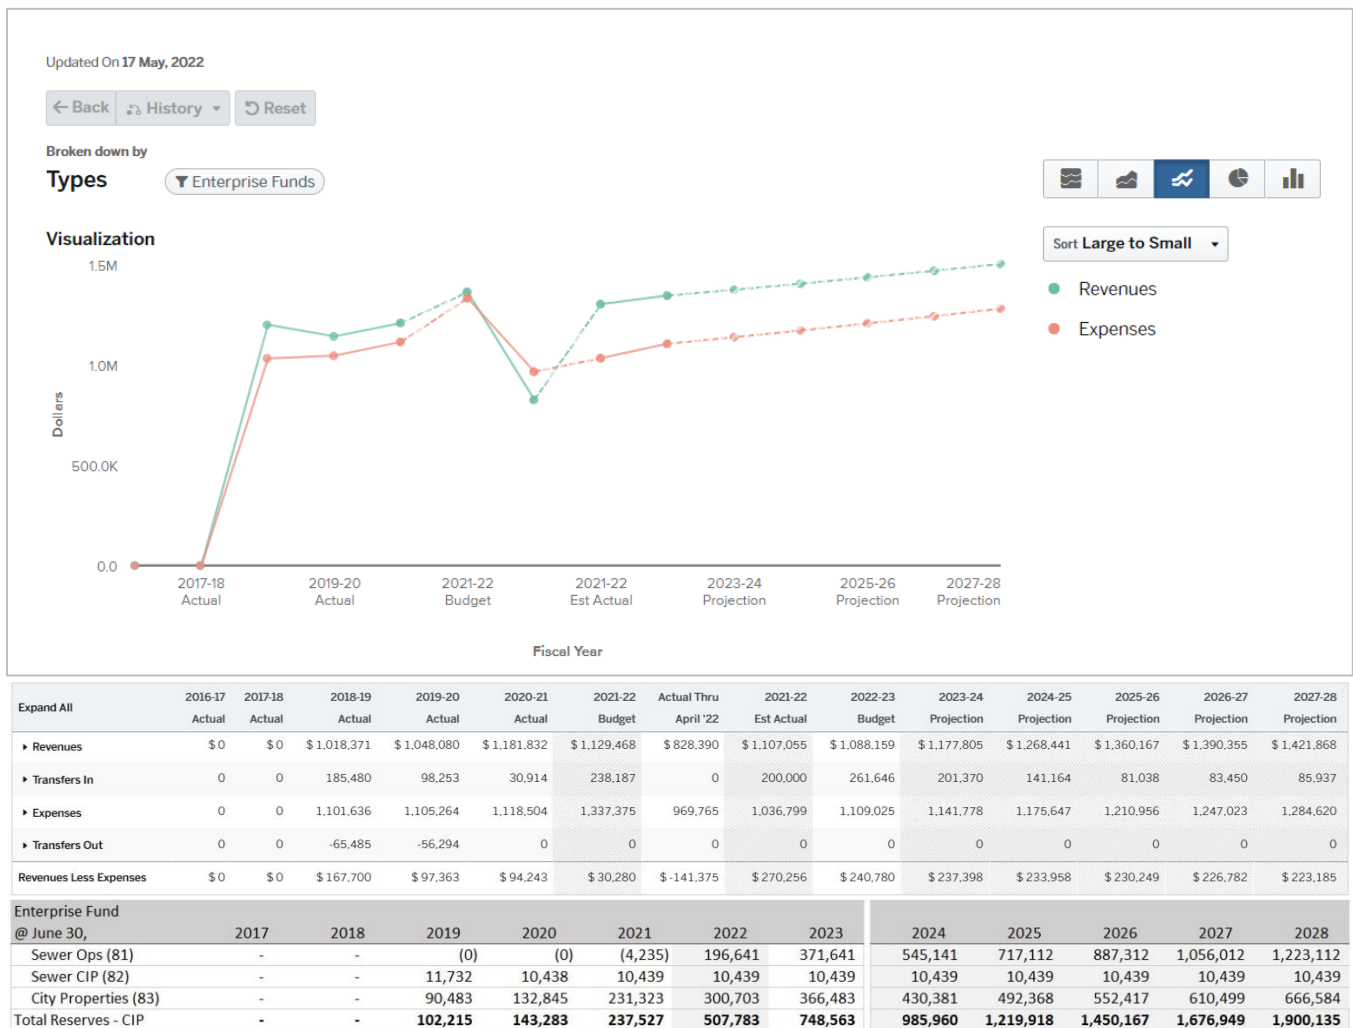 Updated On 17 May, 2022
Back History Reset
Broken down by
Types Enterprise Funds
Visualization
Sort Large to Small
Revenues
Expenses
1.5M
1.0M
500.0K
0.0
Dollars
2017-18 2019-20 2021-22 2021-22 2023-24 2025-26 2027-28
Actual Actual Budget Est Actual Projection Projection Projection
Fiscal Year
Expand All 2016-17 2017-18 2018-19 2019-20 2020-21 2021-22 Actual Thru 2021-22 2022-23 2023-24 2024-25 2025-26 2026-27 2027-28
Actual Actual Actual Actual Actual Budget April '22 Est Actual Budget Projection Projection Projection Projection Projection
Revenues $ 0 $ 0 $ 1,018,371 $ 1,048,080 $ 1,181,832 $ 1,129,468 $ 828,390 $ 1,107,055 $ 1,088,159 $ 1,177,805 $ 1,268,441 $ 1,360,167 $ 1,390,355 $ 1,421,868
Transfers In 0 0 185,480 98,253 30,914 238,187 0 200,000 261,646 201,370 141,164 81,038 83,450 85,937
Expenses 0 0 1,101,636 1,105,264 1,118,504 1,337,375 969,765 1,036,799 1,109,025 1,141,778 1,175,647 1,210,956 1,247,023 1,284,620
Transfers Out 0 0 -65,485 -56,294 0 0 0 0 0 0 0 0 0 0
Revenues Less Expenses $ 0 $ 0 $ 167,700 $ 97,363 $ 94,243 $ 30,280 $ -141,375 $ 270,256 $ 240,780 $ 237,398 $ 233,958 $ 230,249 $ 226,782 $ 223,185
Enterprise Fund
@ June 30, 2017 2018 2019 2020 2021 2022 2023 2024 2025 2026 2027 2028
Sewer Ops (81) - - (0) (0) (4,235) 196,641 371,641 545,141 717,112 887,312 1,056,012 1,223,112
Sewer CIP (82) - - 11,732 10,438 10,439 10,439 10,439 10,439 10,439 10,439 10,439 10,439
City Properties (83) - - 90,483 132,845 231,323 300,703 366,483 430,381 492,368 552,417 610,499 666,584
Total Reserves - CIP - - 102,215 143,283 237,527 507,783 748,563 985,960 1,219,918 1,450,167 1,676,949 1,900,135